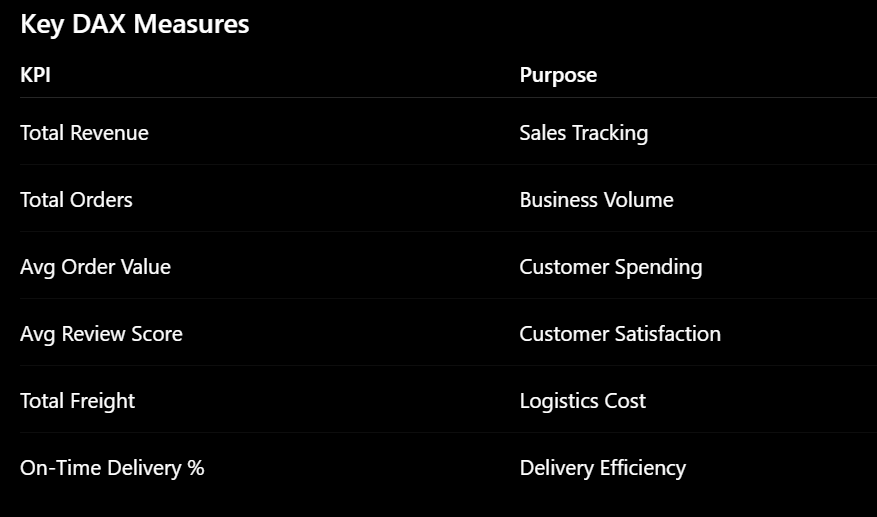 Key DAX Measures
KPI Purpose
Total Revenue Sales Tracking
Total Orders Business Volume
Avg Order Value Customer Spending
Avg Review Score Customer Satisfaction
Total Freight Logistics Cost
On-Time Delivery % Delivery Efficiency